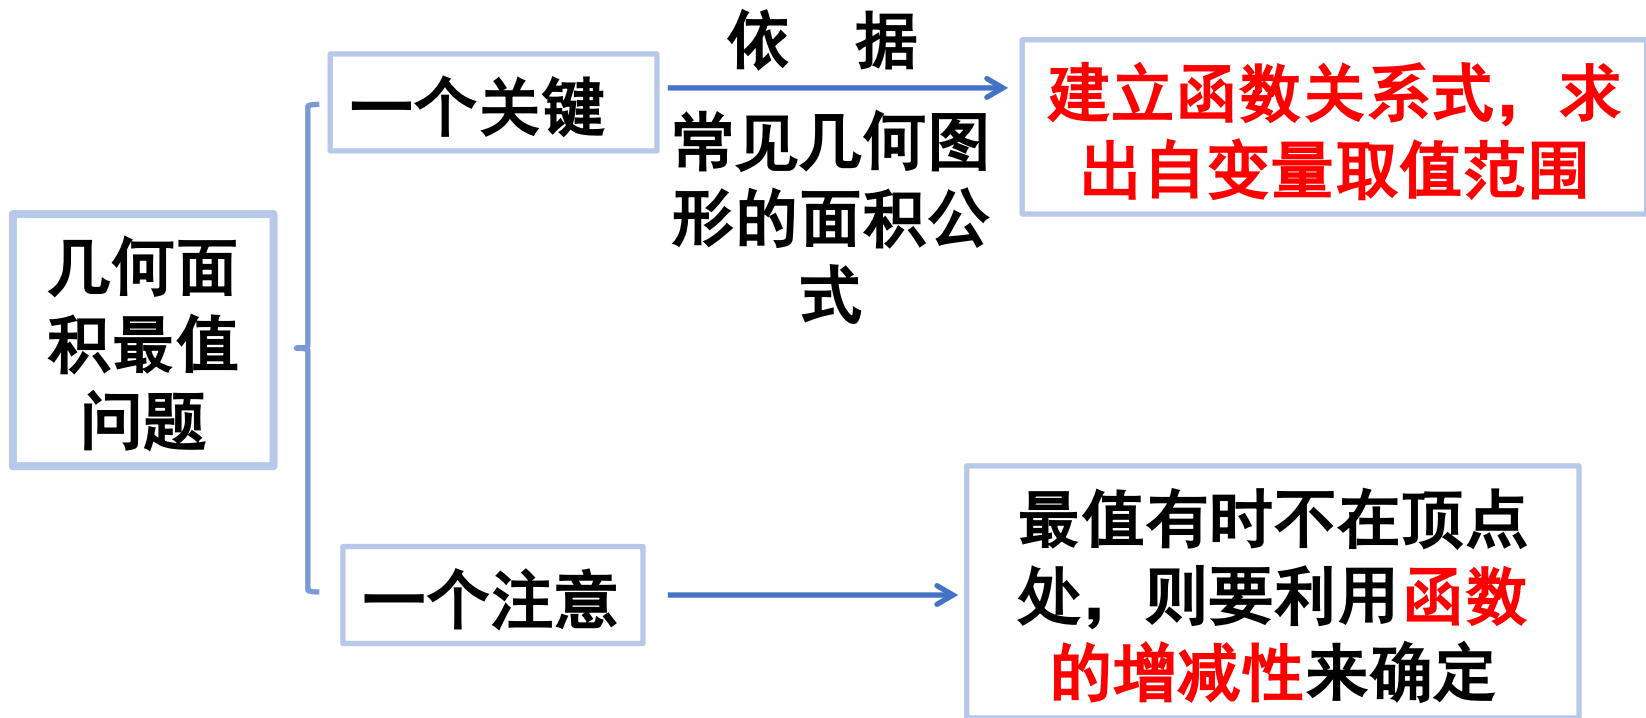 几何面
积最值
问题
一个关键
依 据
常见几何图
形的面积公
式
建立函数关系式，求
出自变量取值范围
一个注意
最值有时不在顶点
处，则要利用函数
的增减性来确定